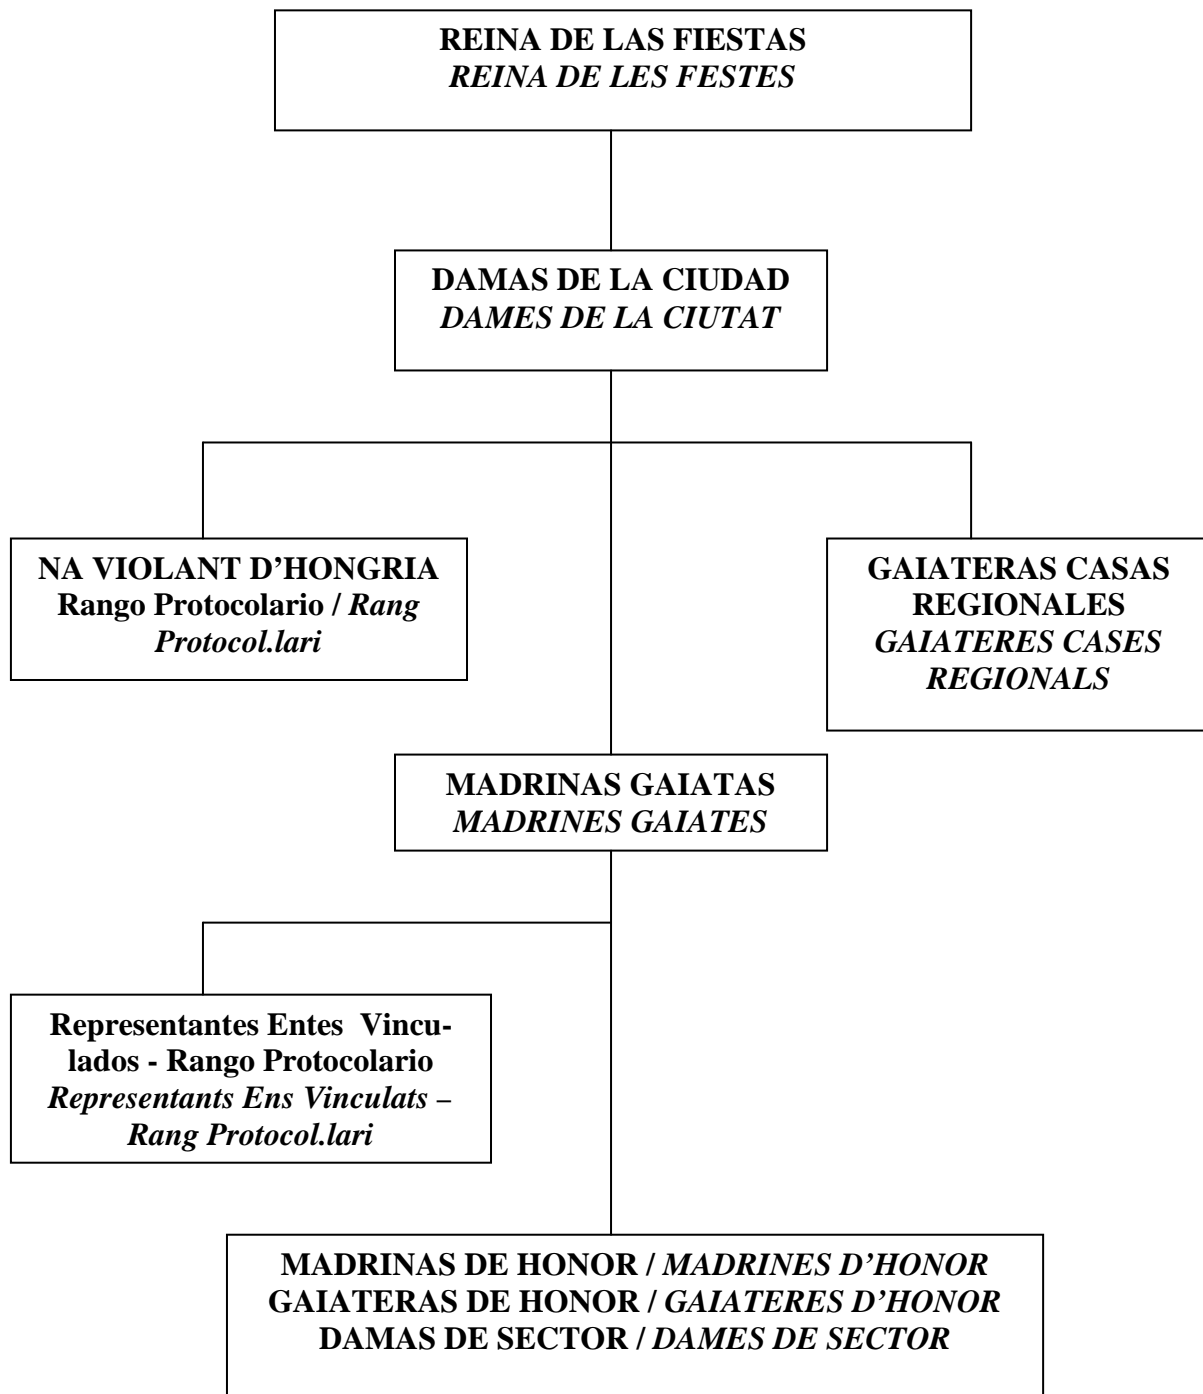 REINA DE LAS FIESTAS
REINA DE LES FESTES
DAMAS DE LA CIUDAD
DAMES DE LA CIUTAT
NA VIOLANT D’HONGRIA
Rango Protocolario / Rang
Protocol.lari
GAIATERAS CASAS
REGIONALES
GAIATERES CASES
REGIONALS
MADRINAS GAIATAS
MADRINES GAIATES
Representantes Entes Vincu-
lados - Rango Protocolario
Representants Ens Vinculats –
Rang Protocol.lari
MADRINAS DE HONOR / MADRINES D’HONOR
GAIATERAS DE HONOR / GAIATERES D’HONOR
DAMAS DE SECTOR / DAMES DE SECTOR